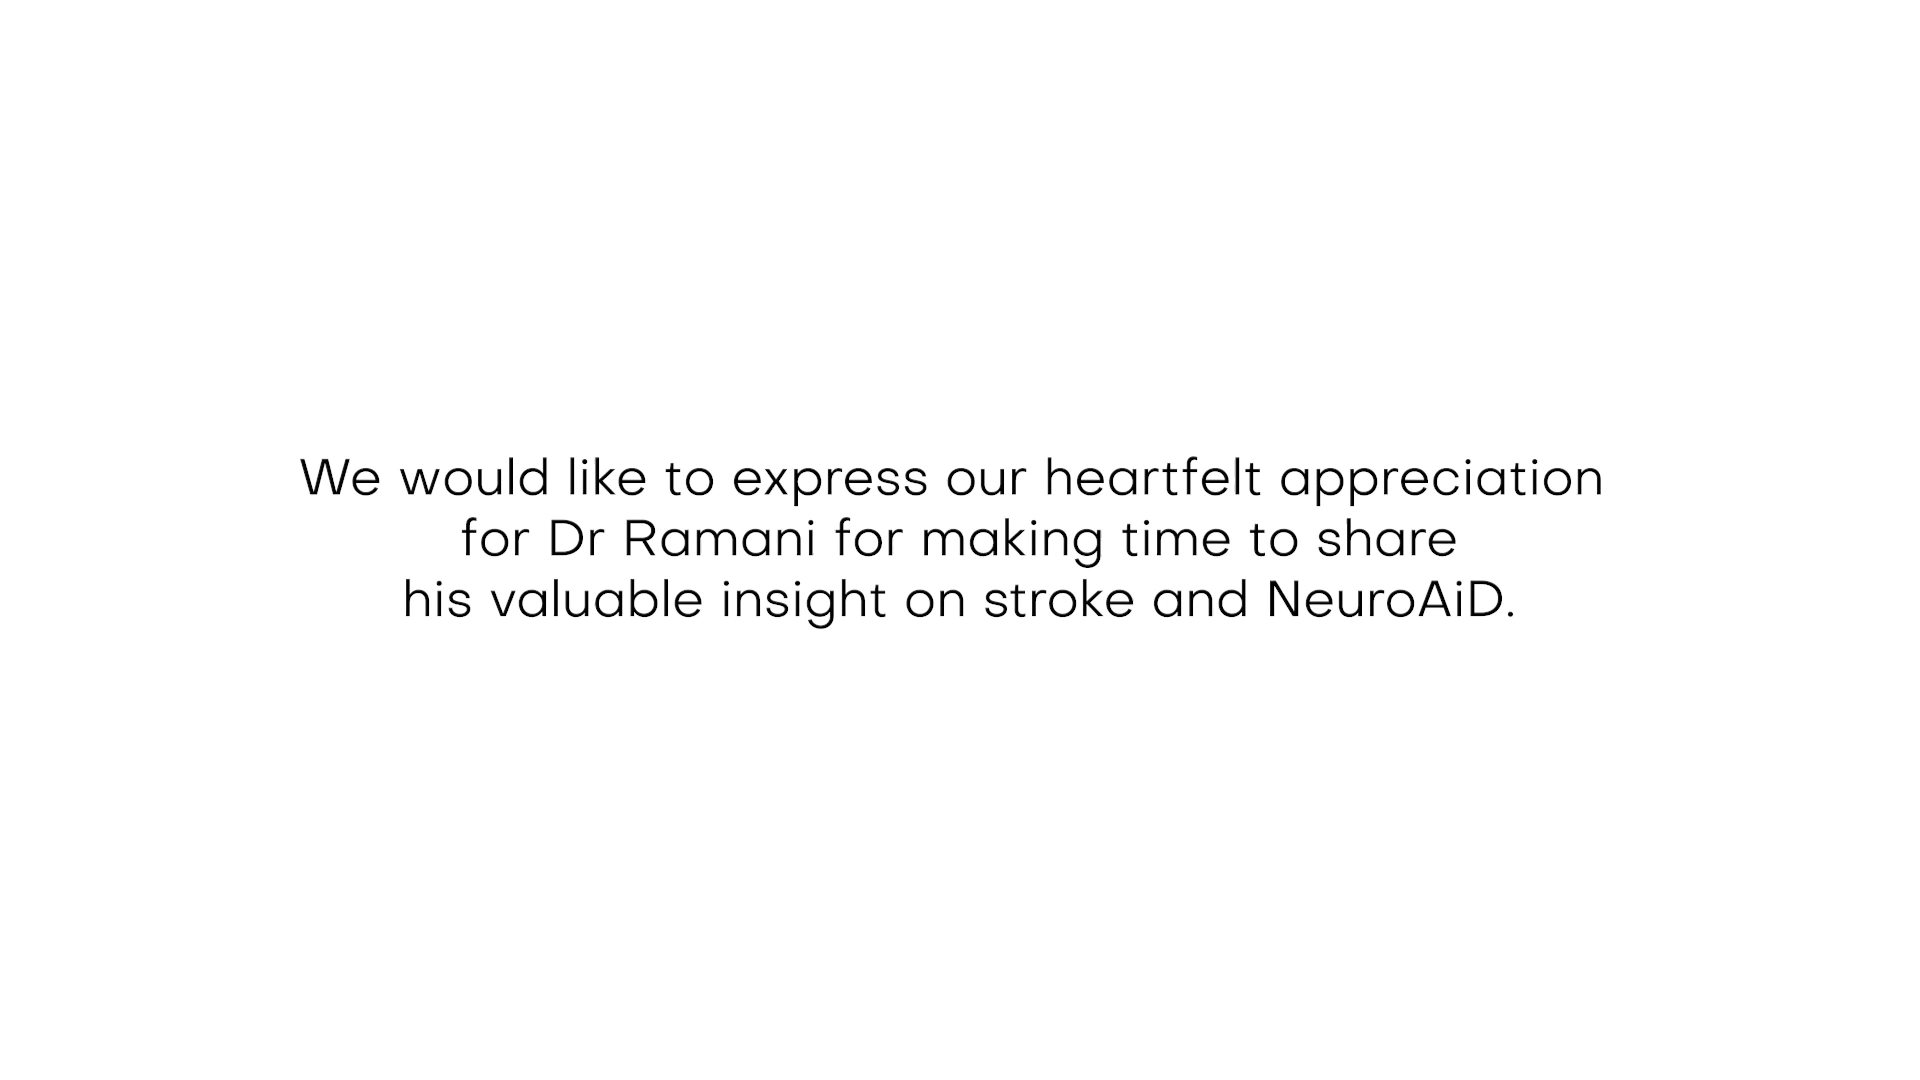 We would like to express our heartfelt appreciation
for Dr Ramani for making time to share
his valuable insight on stroke and NeuroAiD.